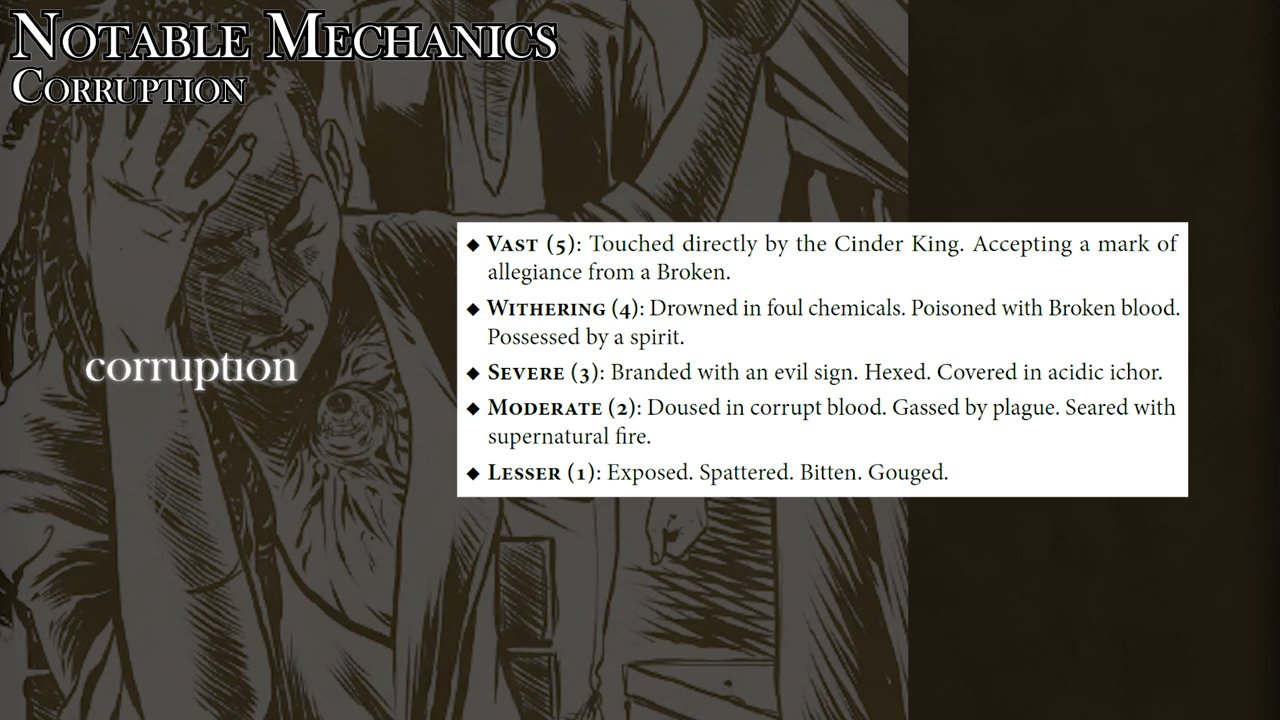 NOTABLE MECHANICS
CORRUPTION
◆ VAST (5): Touched directly by the Cinder King. Accepting a mark of
allegiance from a Broken.
◆ WITHERING (4): Drowned in foul chemicals. Poisoned with Broken blood.
Possessed by a spirit.
corruption
◆ SEVERE (3): Branded with an evil sign. Hexed. Covered in acidic ichor.
◆ MODERATE (2): Doused in corrupt blood. Gassed by plague. Seared with
supernatural fire.
◆ LESSER (1): Exposed. Spattered. Bitten. Gouged.